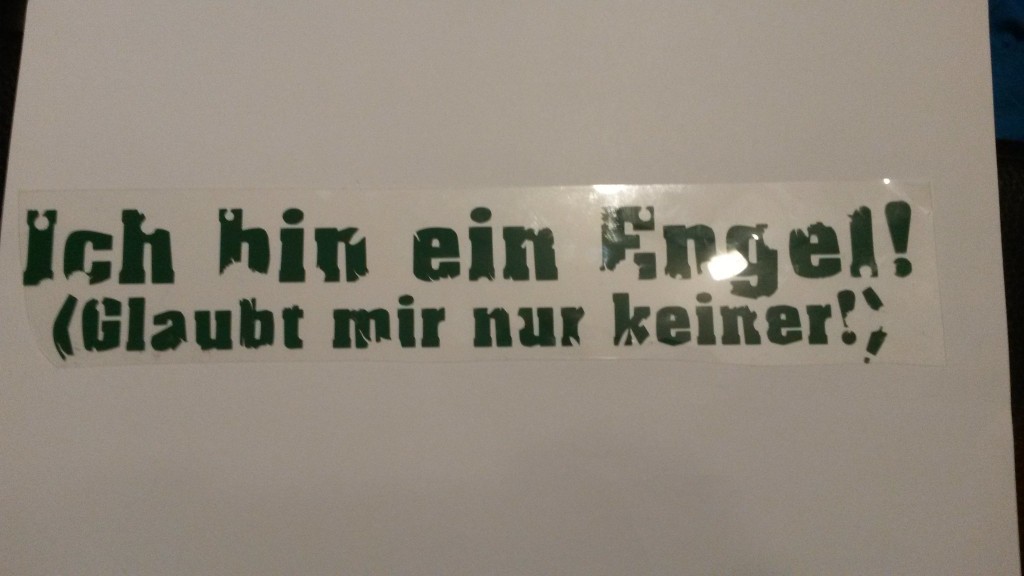 Ich bin ein Engel!
(Glaubt mir nur keiner!)